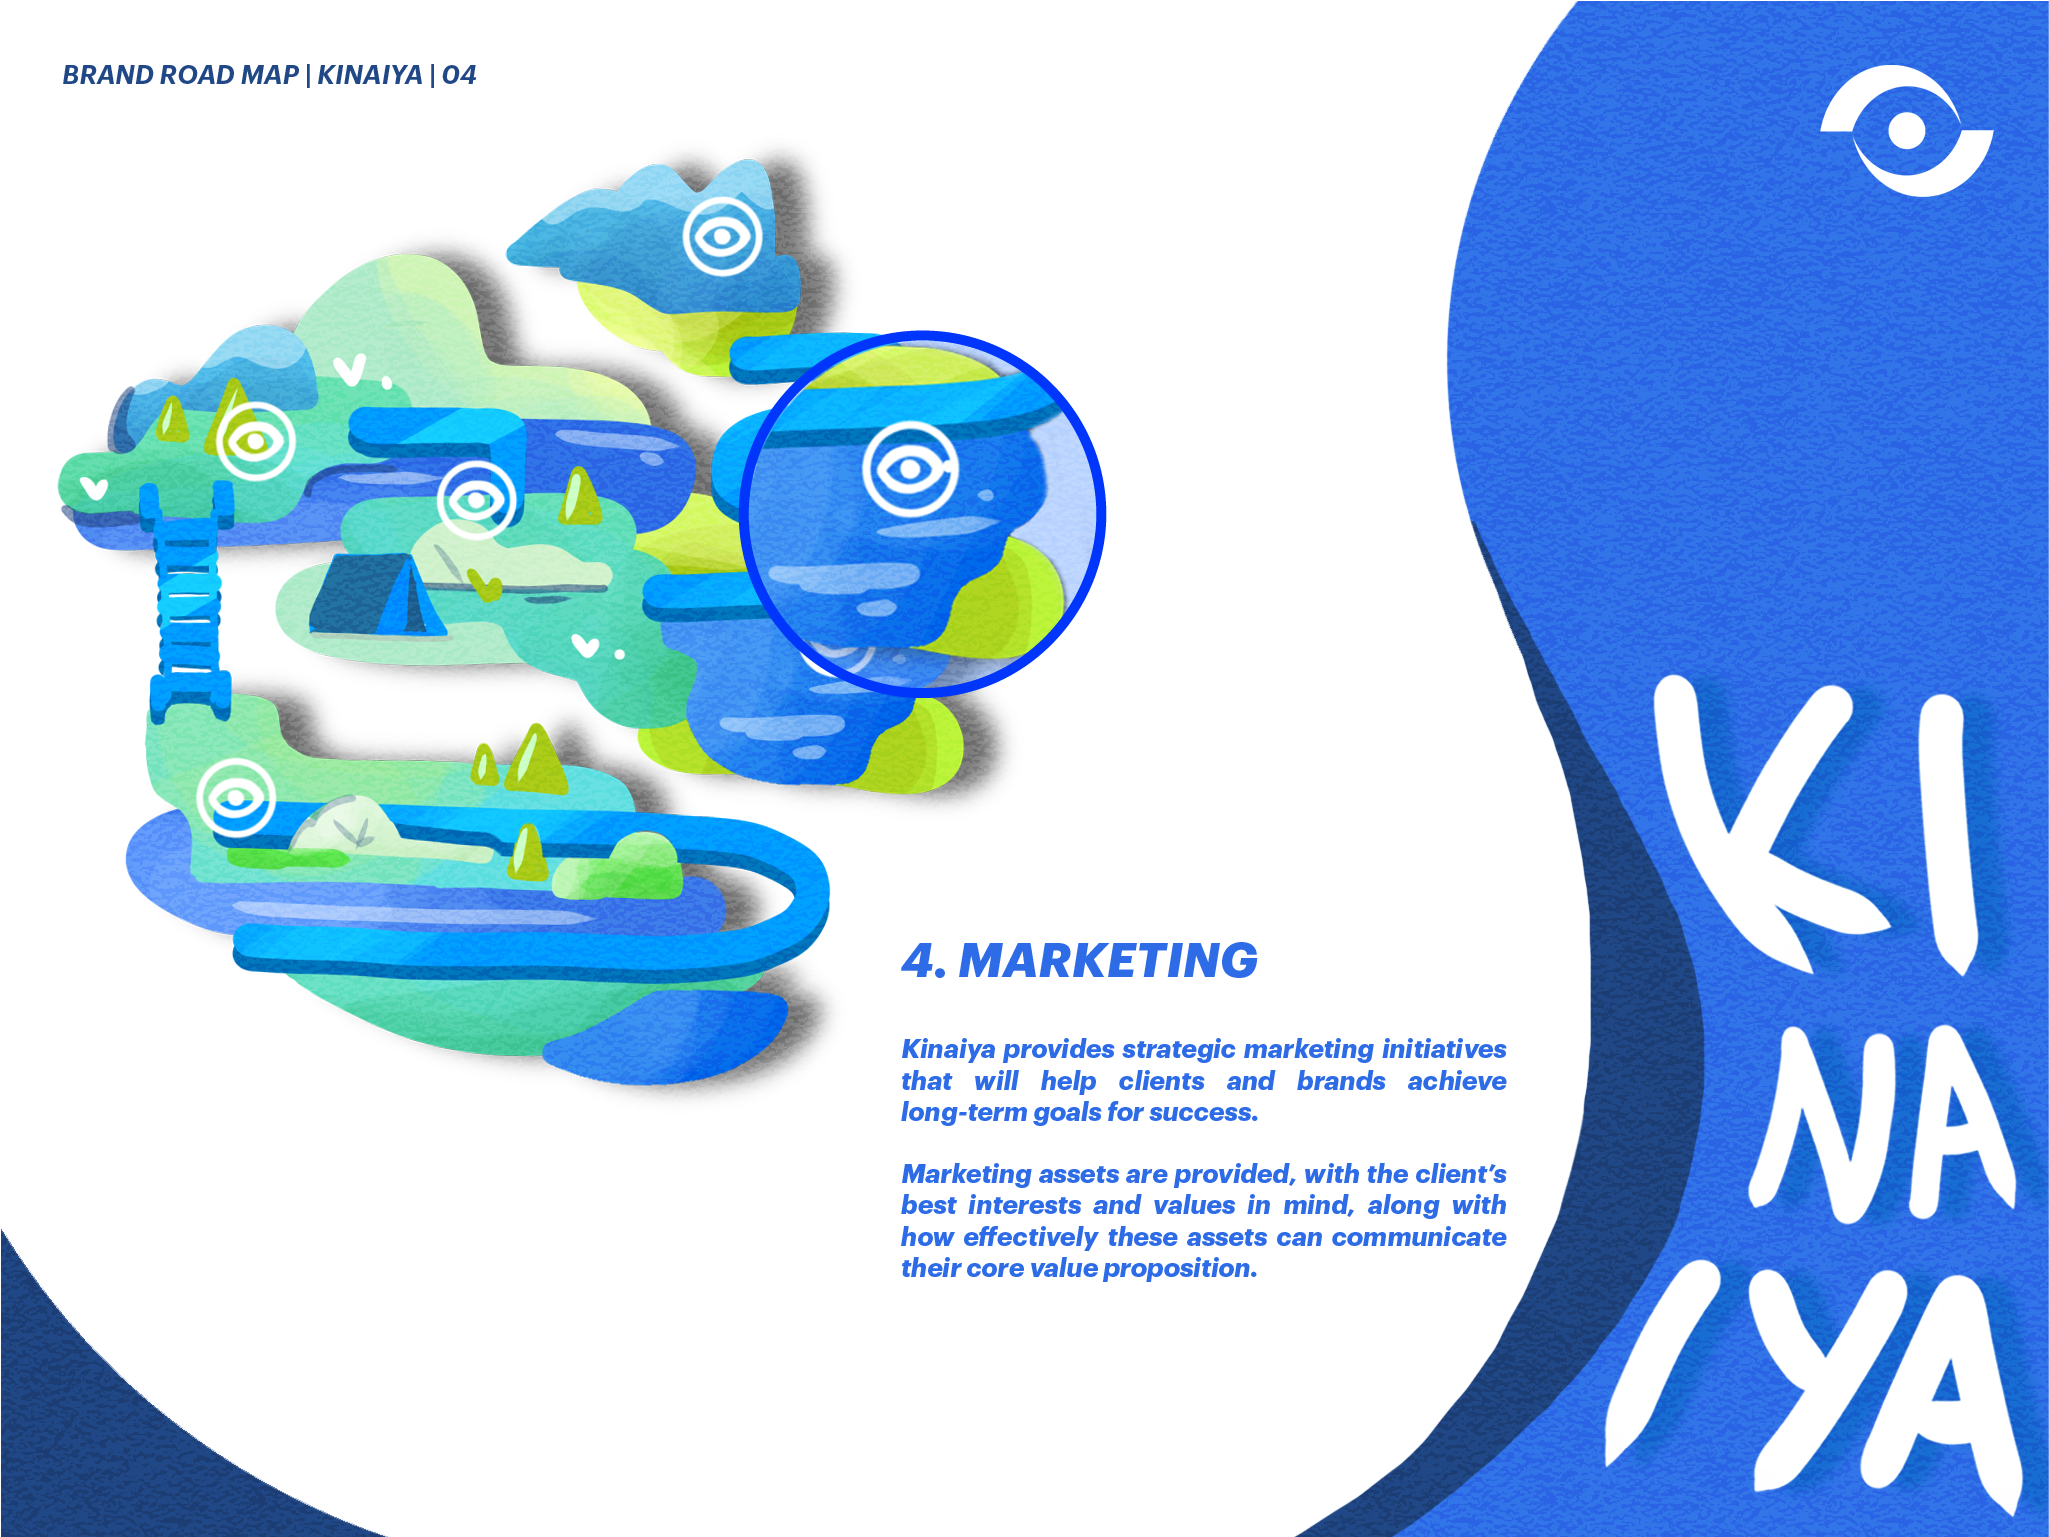 BRAND ROAD MAP | KINAIYA | 04
4. MARKETING
Kinaiya provides strategic marketing initiatives
that will help clients and brands achieve
long-term goals for success.
Marketing assets are provided, with the client’s
best interests and values in mind, along with
how effectively these assets can communicate
their core value proposition.
KI
NA
IYA